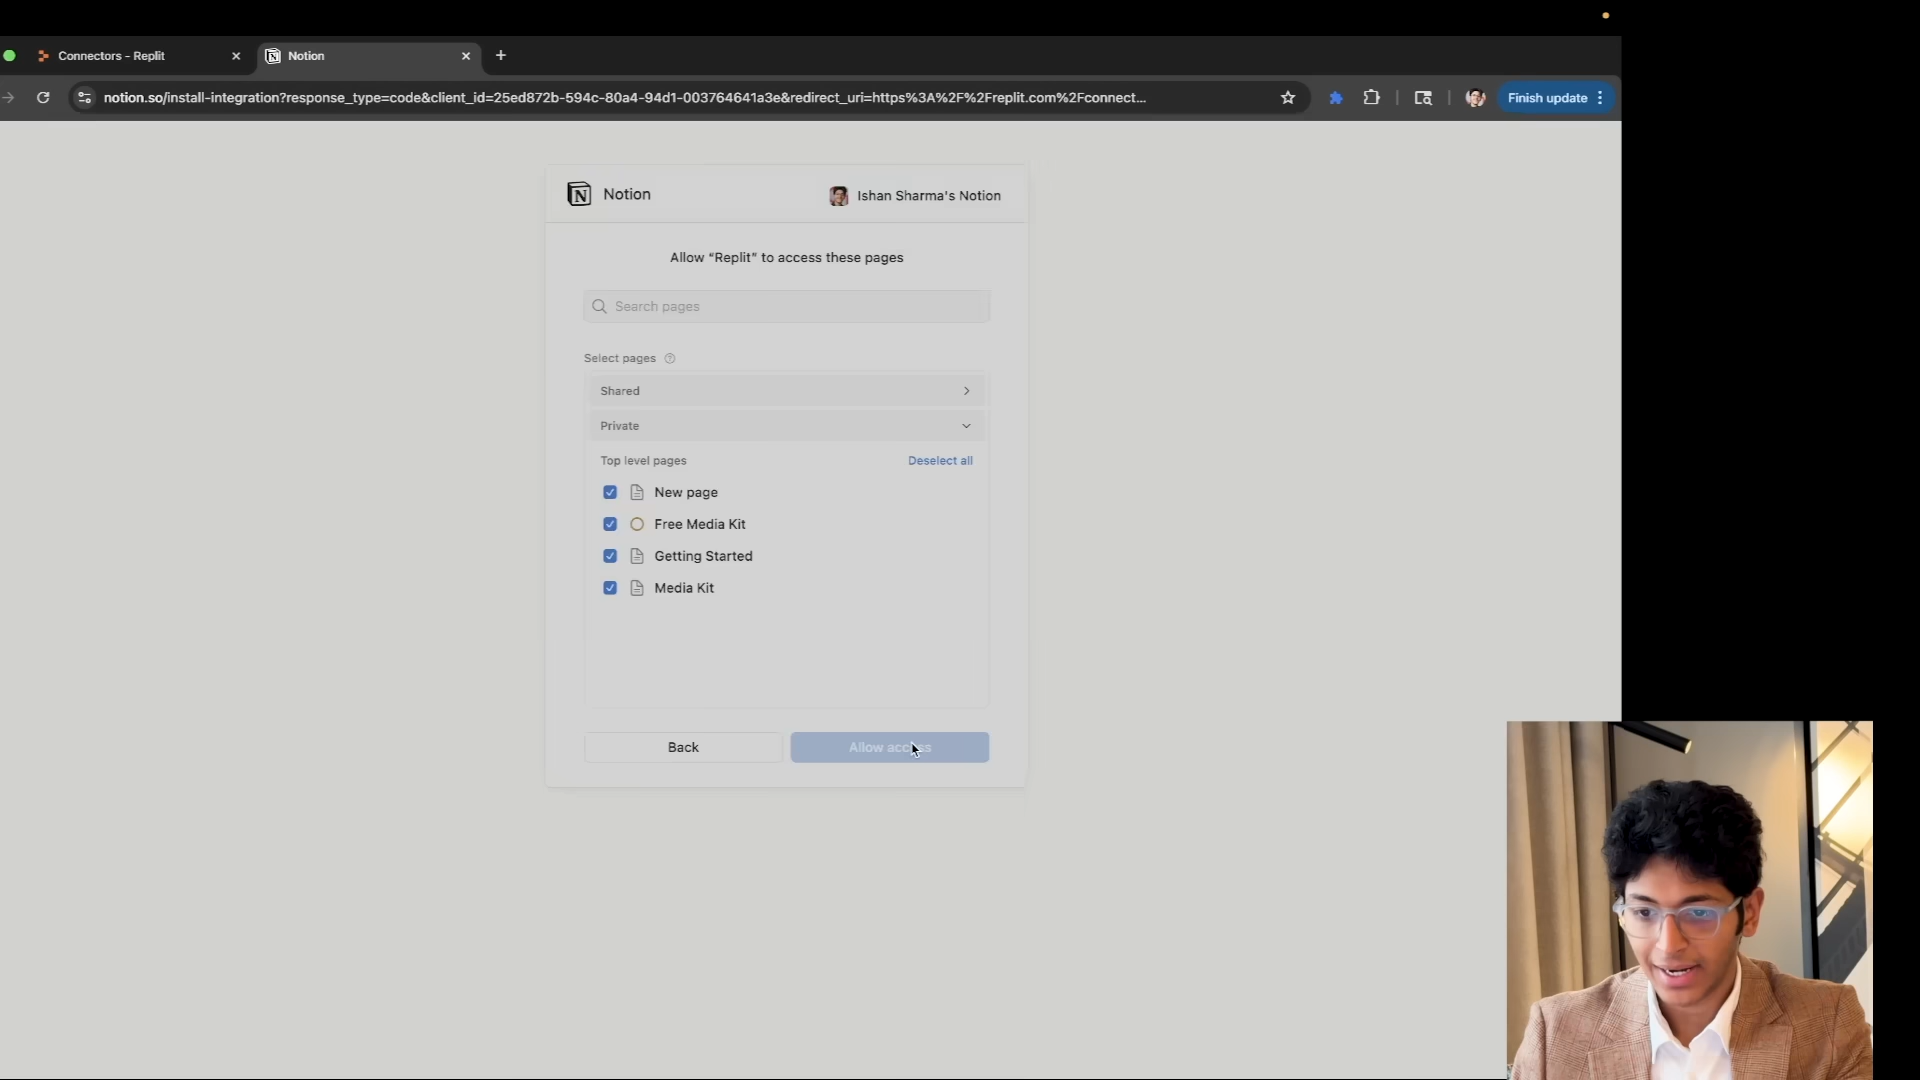 Connectors - Replit
Notion
notion.so/install-integration?response_type=code&client_id=25ed872b-594c-80a4-94d1-003764641a3e&redirect_uri=https%3A%2F%2Freplit.com%2Fconnect...
Finish update
Notion
Ishan Sharma's Notion
Allow “Replit” to access these pages
Search pages
Select pages
Shared
Private
Top level pages
Deselect all
New page
Free Media Kit
Getting Started
Media Kit
Back
Allow access